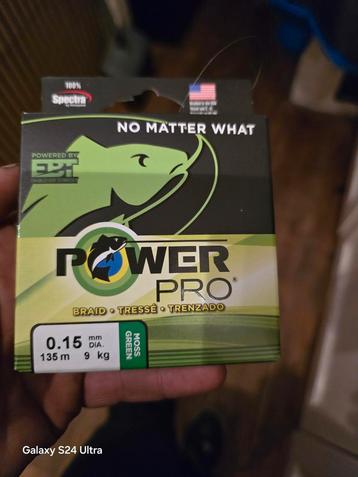 100%
Spectra
NO MATTER WHAT
POWERED BY
EBT
POWER
PRO®
BRAID • TRESSÉ • TRENZADO
0.15 mm DIA.
135 m 9 kg
MOSS GREEN
Galaxy S24 Ultra